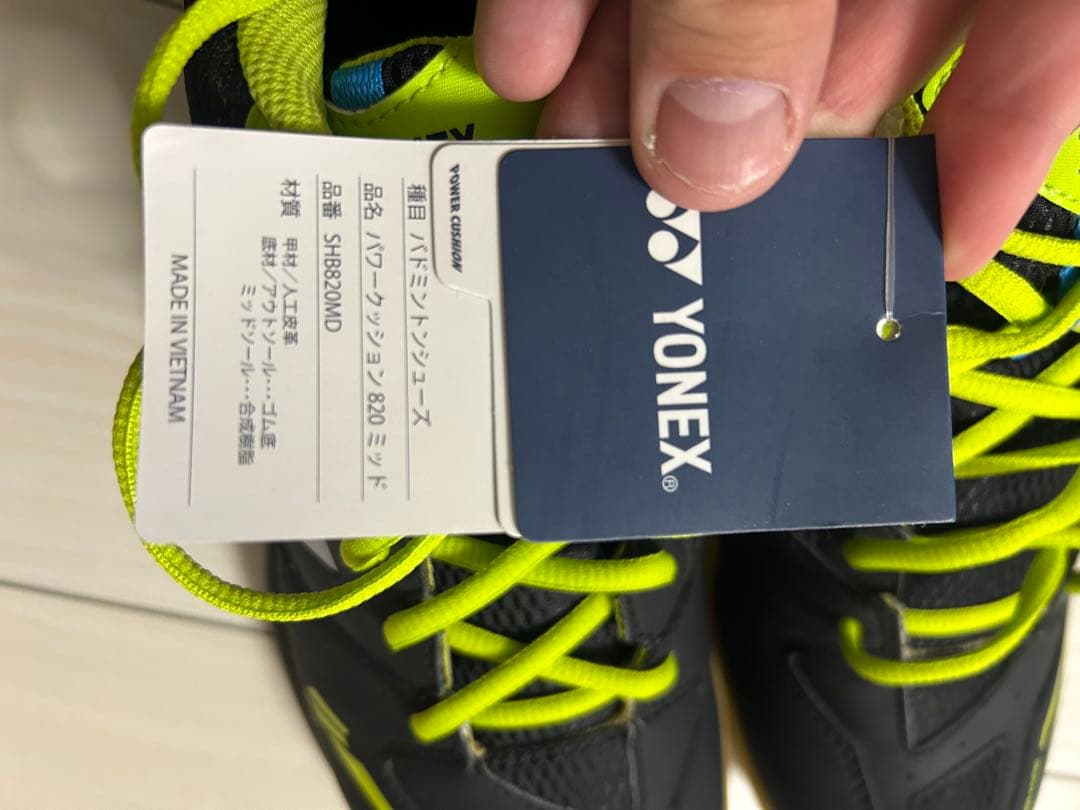 YONEX®
POWER CUSHION
種目 バドミントンシューズ
品名 パワークッション820ミッド
品番 SHB820MD
材質 甲材/人工皮革
底材/アウトソール・・・ゴム底
ミッドソール・・・合成樹脂
MADE IN VIETNAM